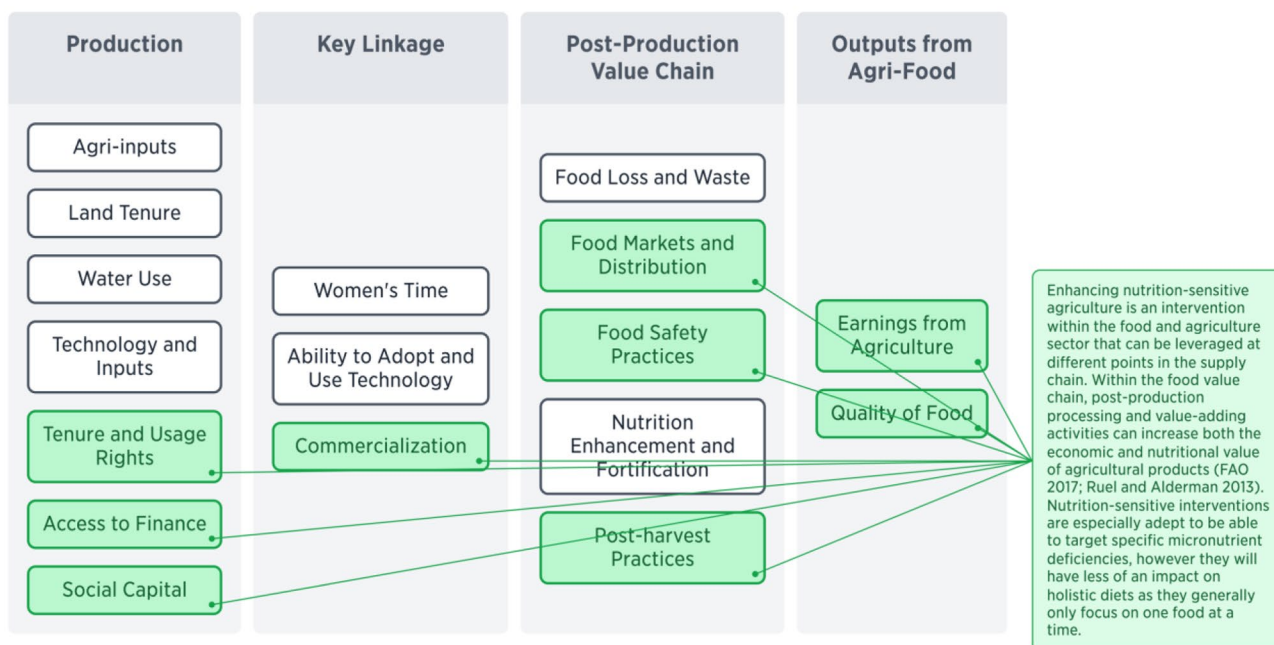 Production
Key Linkage
Post-Production
Value Chain
Outputs from
Agri-Food
Agri-inputs
Land Tenure
Water Use
Technology and
Inputs
Tenure and Usage
Rights
Access to Finance
Social Capital
Women's Time
Ability to Adopt and
Use Technology
Commercialization
Food Loss and Waste
Food Markets and
Distribution
Food Safety
Practices
Nutrition
Enhancement and
Fortification
Post-harvest
Practices
Earnings from
Agriculture
Quality of Food
Enhancing nutrition-sensitive
agriculture is an intervention
within the food and agriculture
sector that can be leveraged at
different points in the supply
chain. Within the food value
chain, post-production
processing and value-adding
activities can increase both the
economic and nutritional value
of agricultural products (FAO
2017; Ruel and Alderman 2013).
Nutrition-sensitive interventions
are especially adept to be able
to target specific micronutrient
deficiencies, however they will
have less of an impact on
holistic diets as they generally
only focus on one food at a
time.